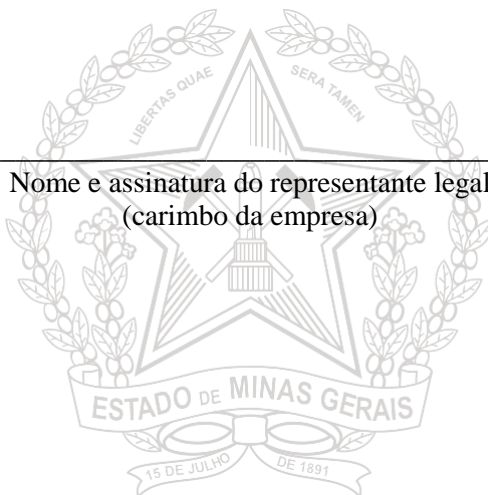 LIBERTAS QUAE SERA TAMEN
Nome e assinatura do representante legal
(carimbo da empresa)
ESTADO DE MINAS GERAIS
15 DE JULHO DE 1891